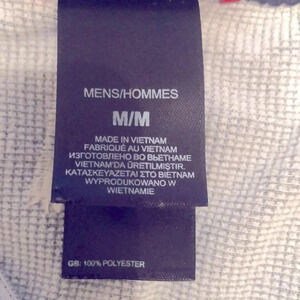 MENS/HOMMES
M/M
MADE IN VIETNAM
FABRIQUÉ AU VIETNAM
ИЗГОТОВЛЕНО ВО ВЬЕТНАМЕ
VIETNAM'DA ÜRETILMIŞTIR
ΚΑΤΑΣΚΕΥΑΖΕΤΑΙ ΣΤΟ ΒΙΕΤΝΑΜ
WYPRODUKOWANO W
WIETNAMIE
GB: 100% POLYESTER